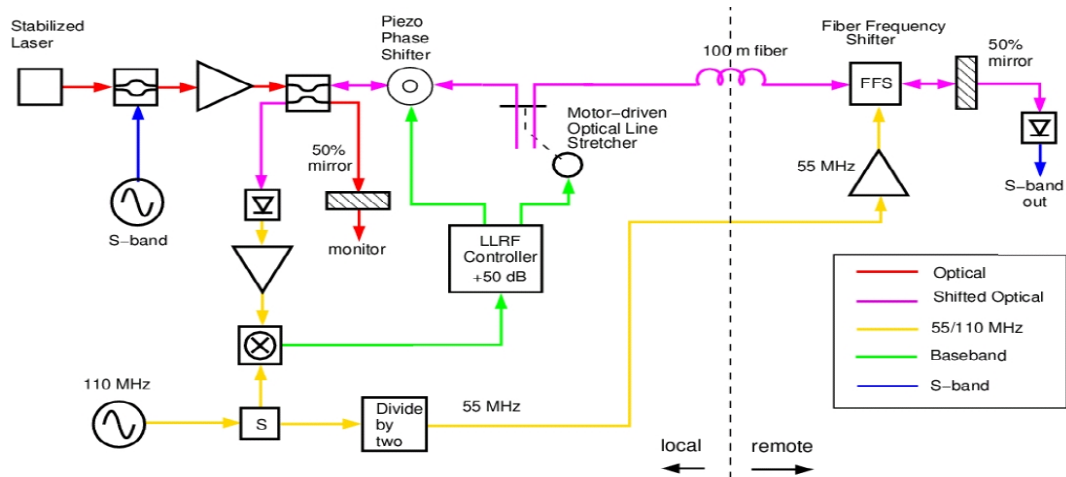 Stabilized
Laser
Piezo
Phase
Shifter
100 m fiber
Fiber Frequency
Shifter
50%
mirror
FFS
Motor-driven
Optical Line
Stretcher
50%
mirror
55 MHz
S-band
out
S-band
monitor
LLRF
Controller
+50 dB
Optical
Shifted Optical
55/110 MHz
Baseband
S-band
110 MHz
S
Divide
by
two
55 MHz
local
remote